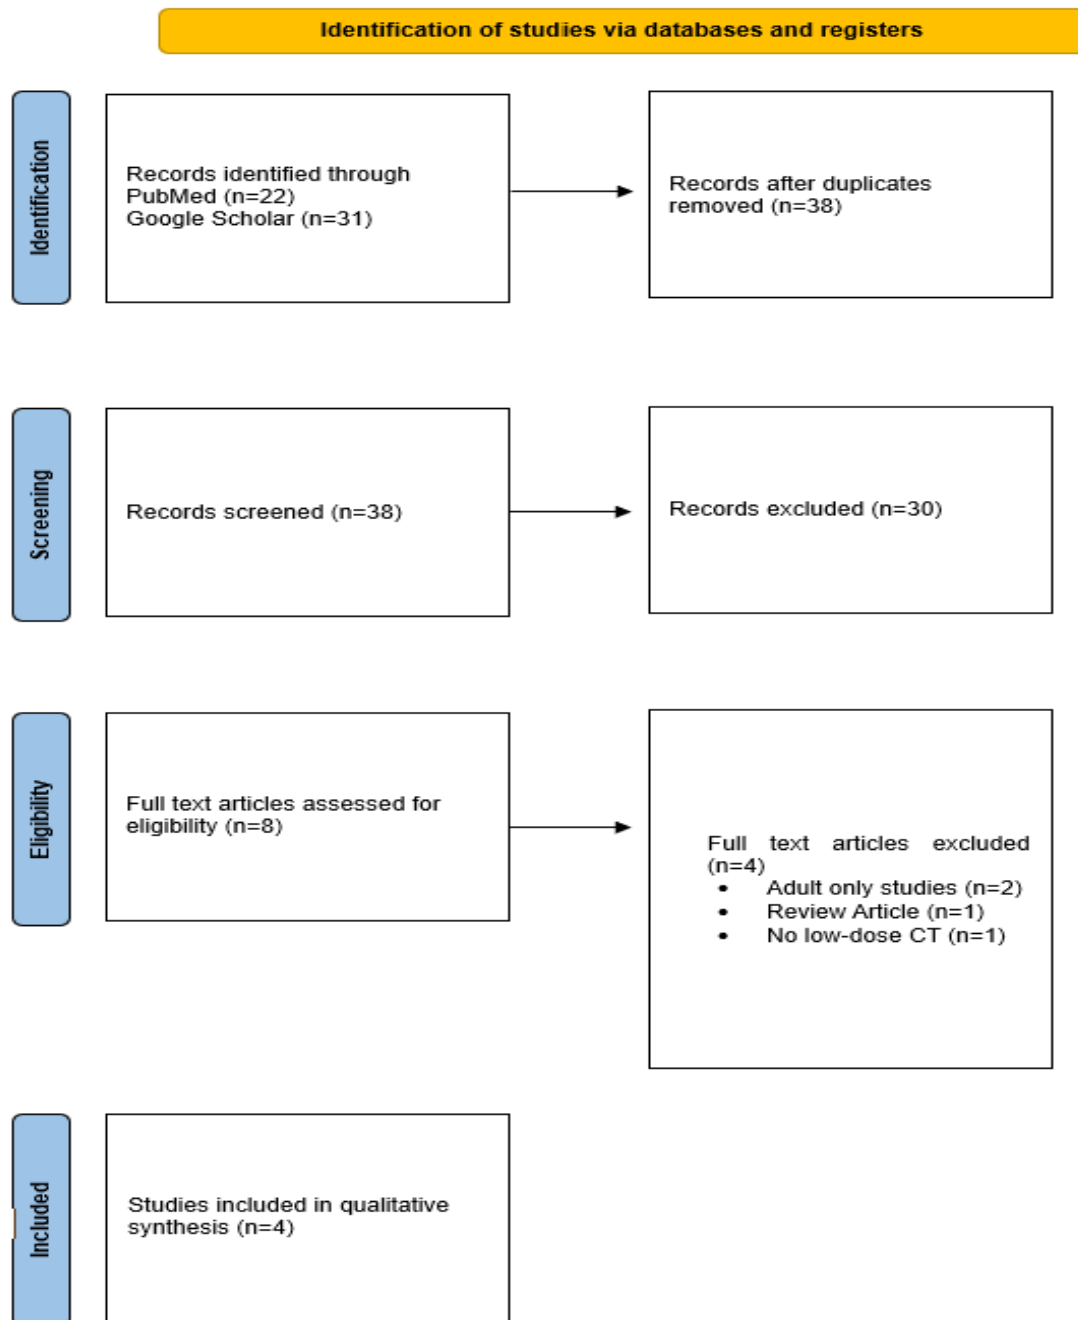 Identification of studies via databases and registers
Identification
Records identified through
PubMed (n=22)
Google Scholar (n=31)
Records after duplicates
removed (n=38)
Screening
Records screened (n=38)
Records excluded (n=30)
Eligibility
Full text articles assessed for
eligibility (n=8)
Full text articles excluded
(n=4)
• Adult only studies (n=2)
• Review Article (n=1)
• No low-dose CT (n=1)
Included
Studies included in qualitative
synthesis (n=4)